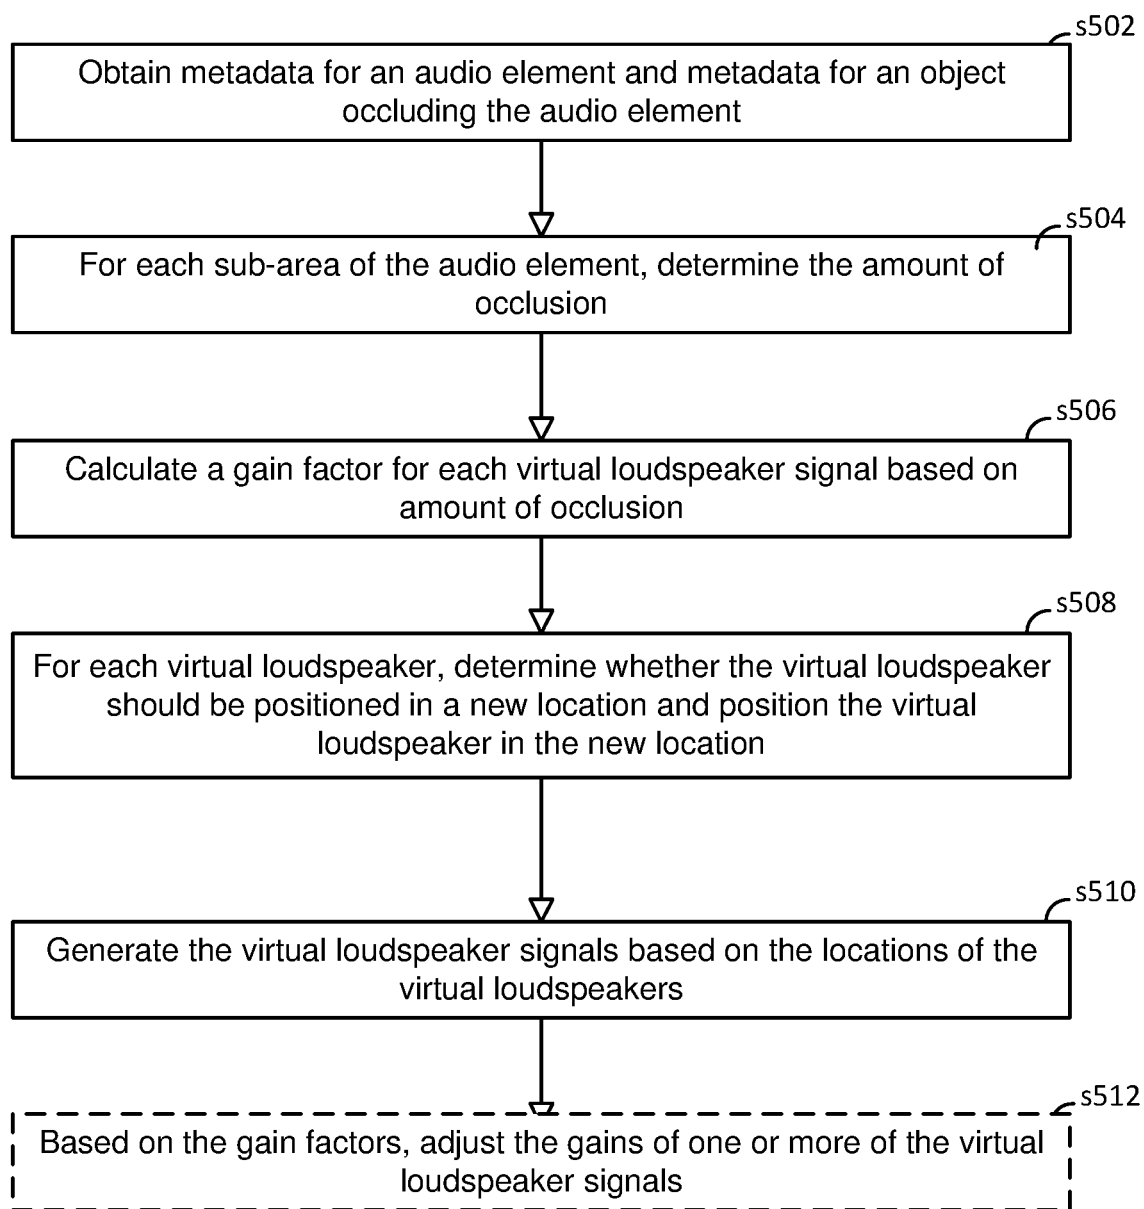 s502
Obtain metadata for an audio element and metadata for an object
occluding the audio element
s504
For each sub-area of the audio element, determine the amount of
occlusion
s506
Calculate a gain factor for each virtual loudspeaker signal based on
amount of occlusion
s508
For each virtual loudspeaker, determine whether the virtual loudspeaker
should be positioned in a new location and position the virtual
loudspeaker in the new location
s510
Generate the virtual loudspeaker signals based on the locations of the
virtual loudspeakers
s512
Based on the gain factors, adjust the gains of one or more of the virtual
loudspeaker signals